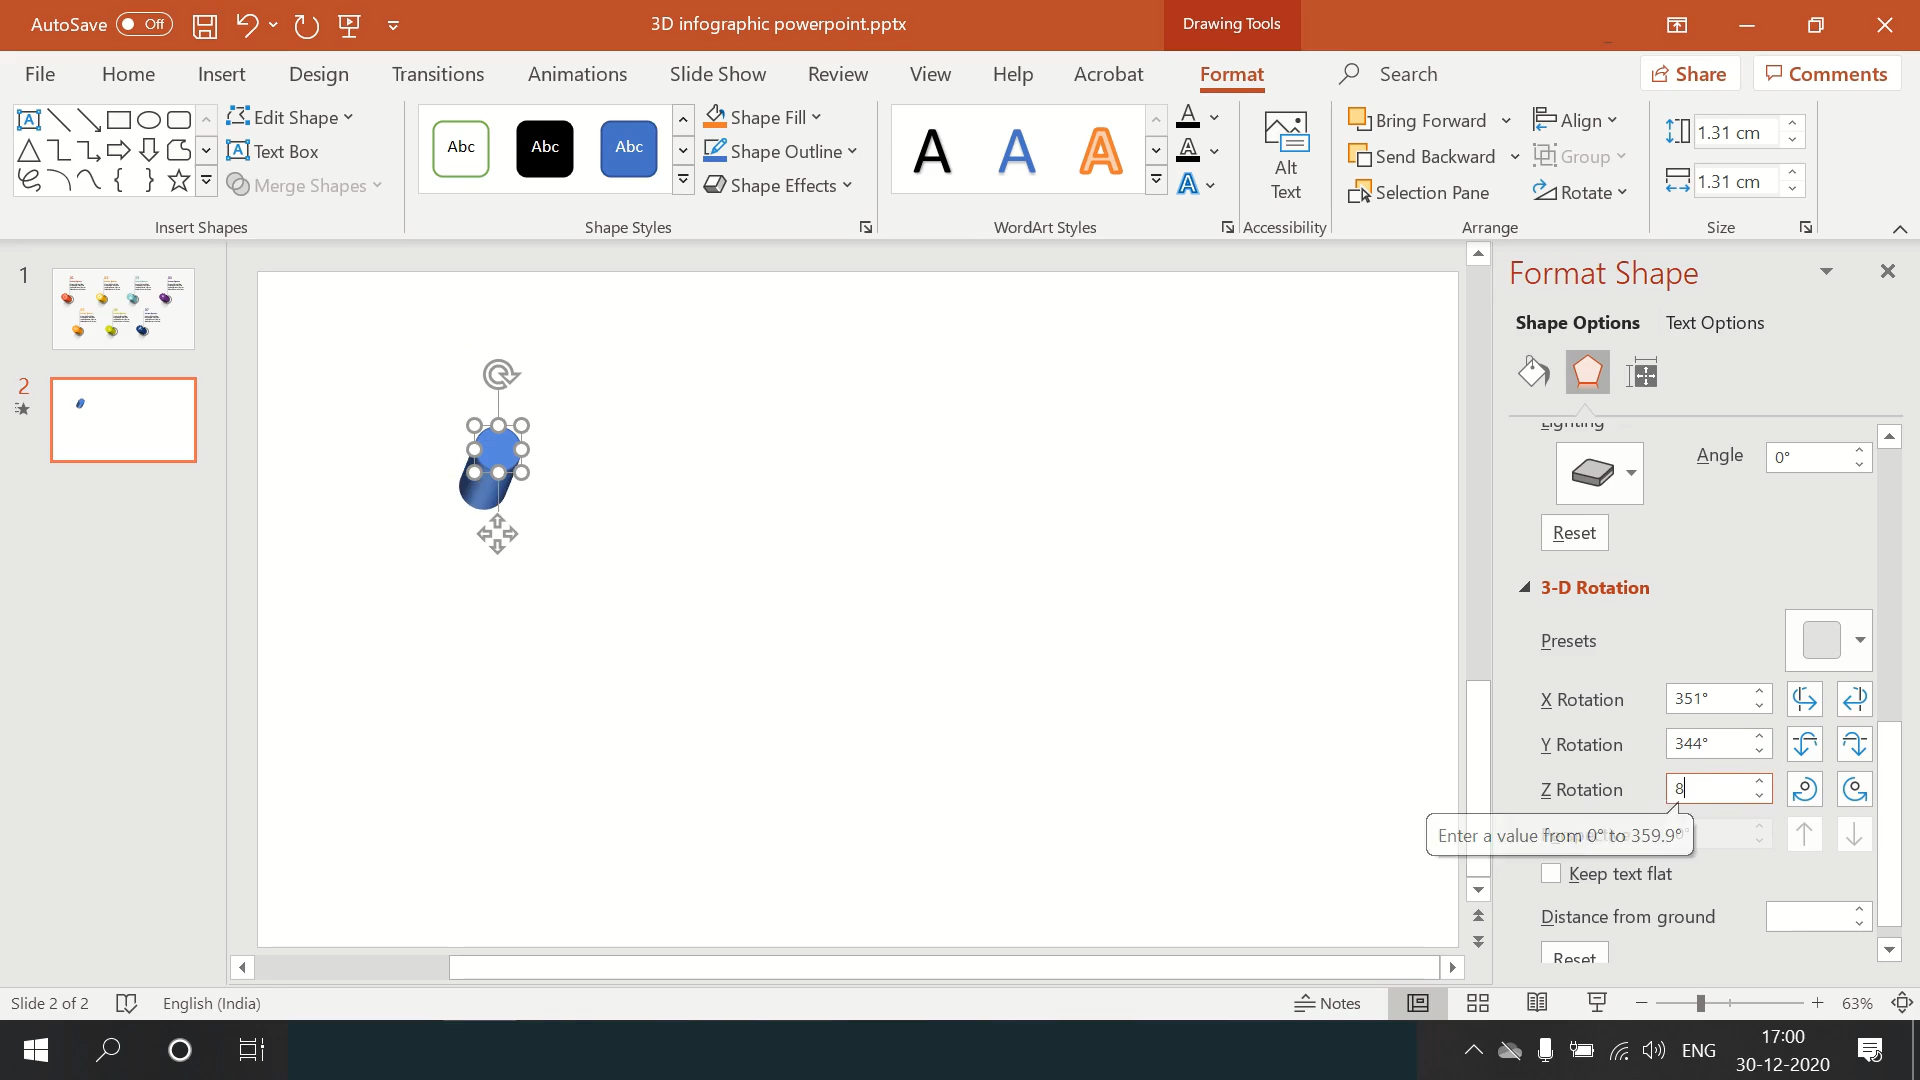 AutoSave Off
3D infographic powerpoint.pptx
Drawing Tools
File Home Insert Design Transitions Animations Slide Show Review View Help Acrobat Format Search Share Comments
Edit Shape
Text Box
Merge Shapes
Insert Shapes
Abc Abc Abc
Shape Fill
Shape Outline
Shape Effects
Shape Styles
A A A
WordArt Styles
Alt
Text
Accessibility
Bring Forward
Send Backward
Selection Pane
Align
Group
Rotate
Arrange
1.31 cm
1.31 cm
Size
1
2
Format Shape
Shape Options Text Options
Lighting
Angle 0°
Reset
3-D Rotation
Presets
X Rotation 351°
Y Rotation 344°
Z Rotation 8
Enter a value from 0° to 359.9°
Keep text flat
Distance from ground
Reset
Slide 2 of 2 English (India)
Notes
63%
ENG
17:00
30-12-2020